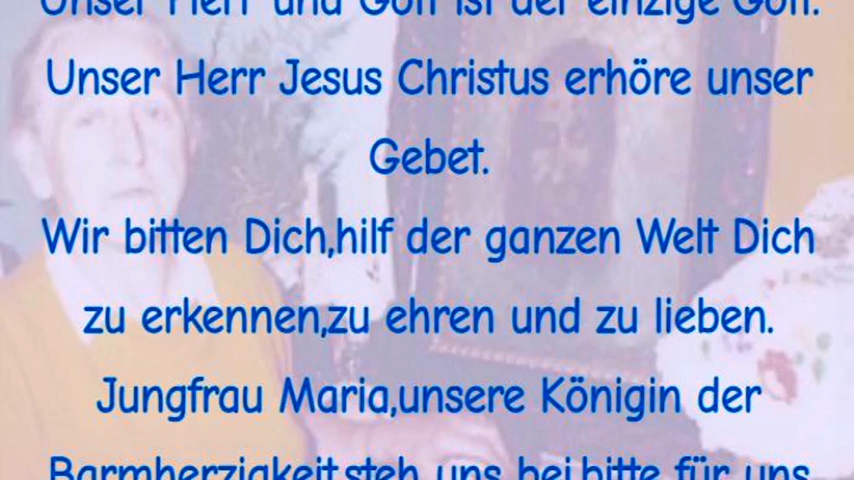 Unser Herr und Gott ist der einzige Gott.
Unser Herr Jesus Christus erhöre unser
Gebet.
Wir bitten Dich,hilf der ganzen Welt Dich
zu erkennen,zu ehren und zu lieben.
Jungfrau Maria,unsere Königin der
Barmherzigkeit,steh uns bei,bitte für uns